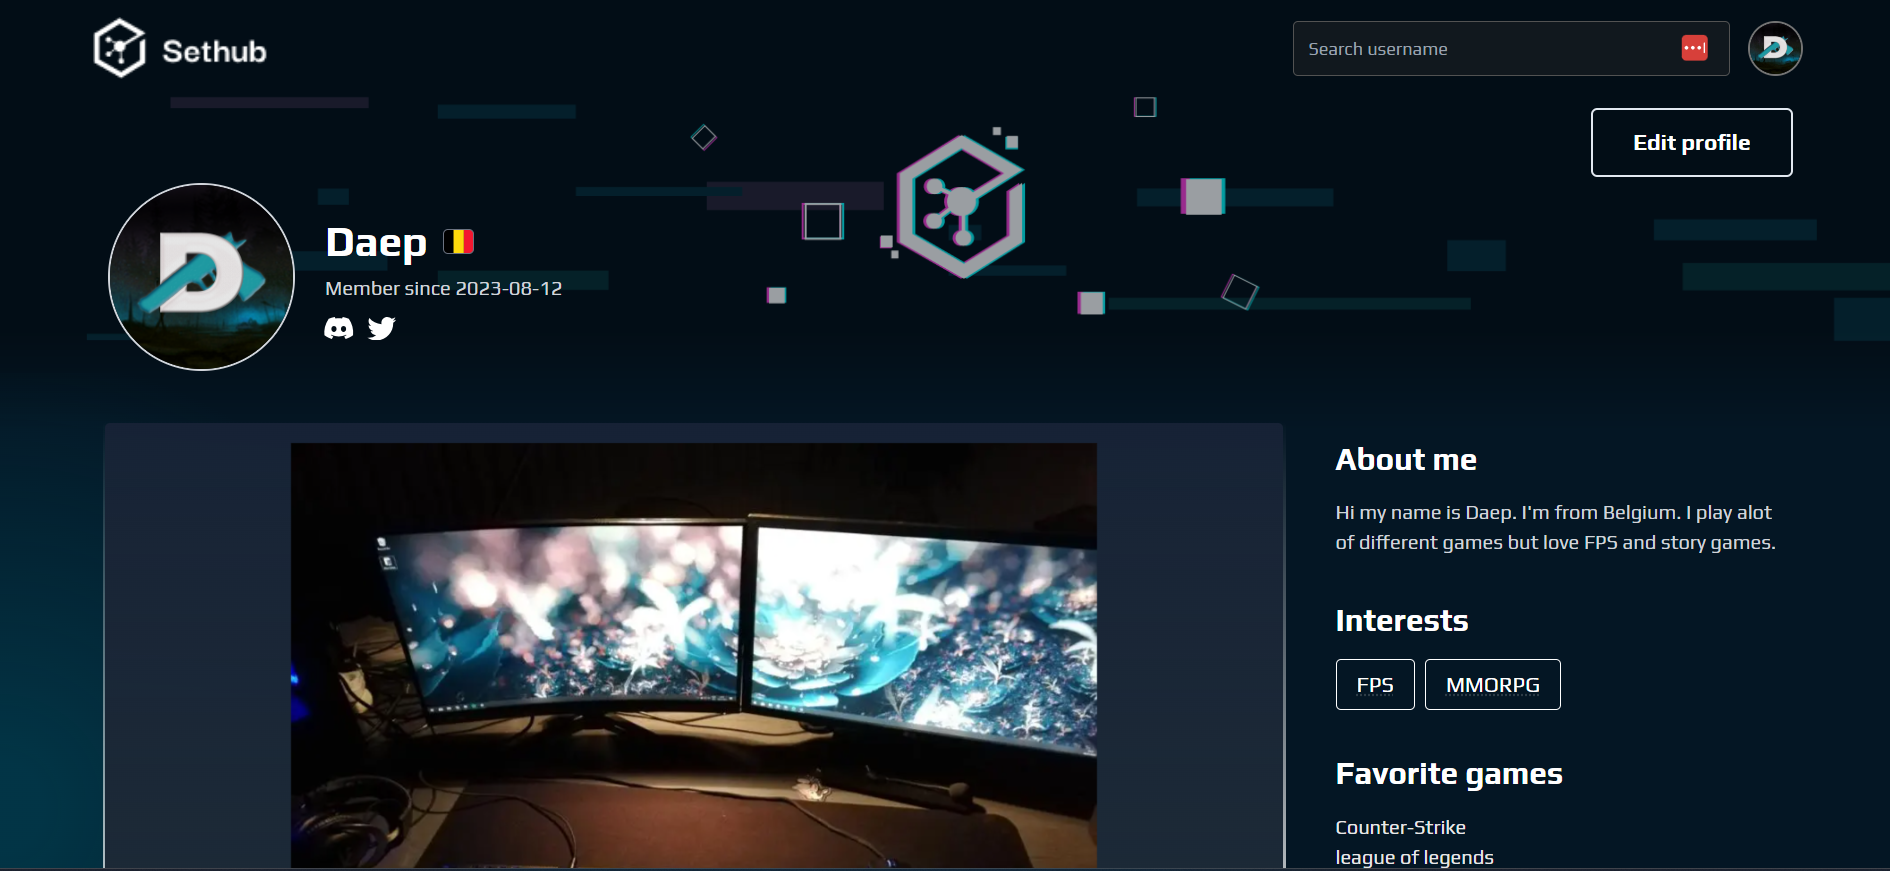 Sethub
Search username
Edit profile
Daep
Member since 2023-08-12
About me
Hi my name is Daep. I'm from Belgium. I play alot
of different games but love FPS and story games.
Interests
FPS MMORPG
Favorite games
Counter-Strike
league of legends